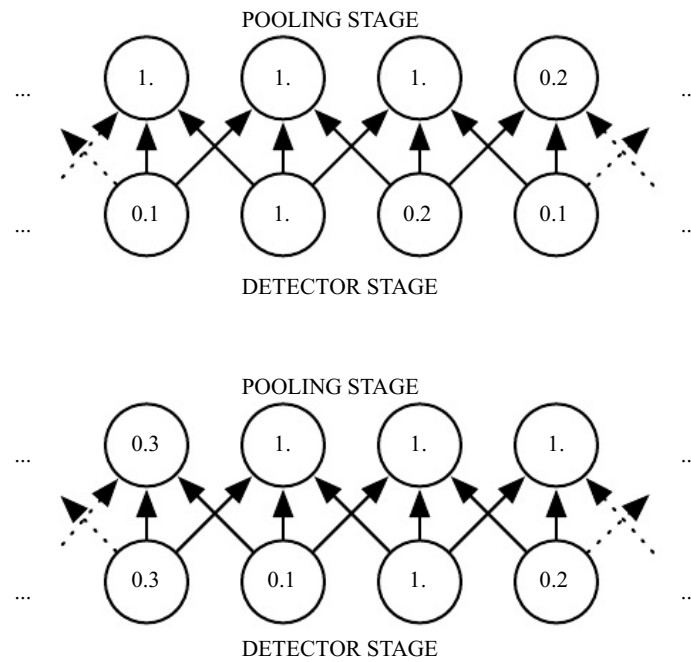 POOLING STAGE
... 1. 1. 1. 0.2 ..
... 0.1 1. 0.2 0.1 ..
DETECTOR STAGE
POOLING STAGE
... 0.3 1. 1. 1. ..
... 0.3 0.1 1. 0.2 ..
DETECTOR STAGE